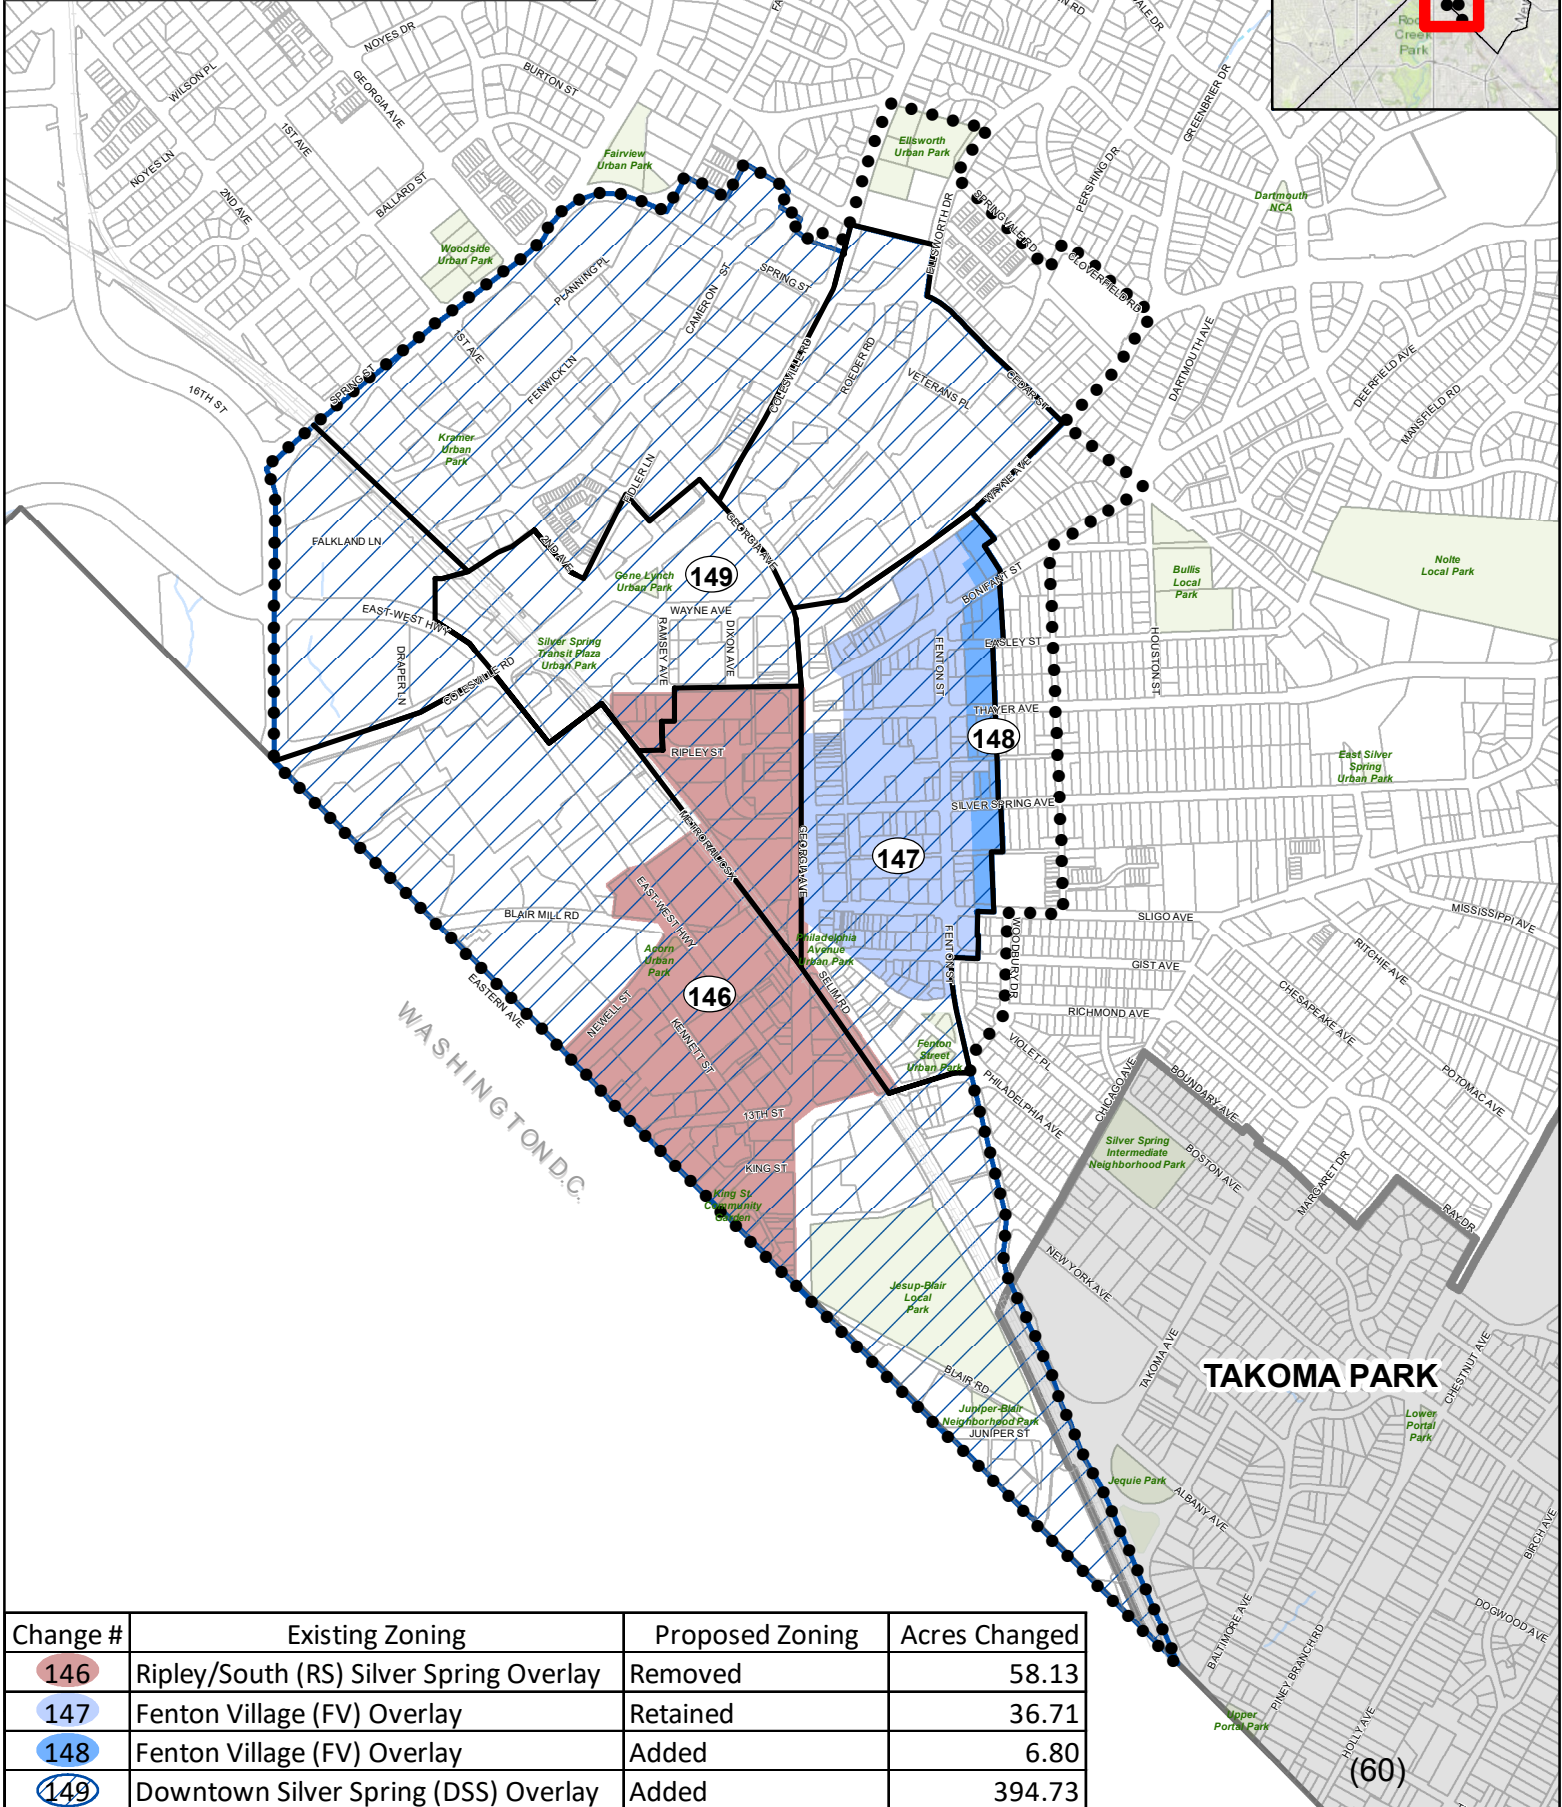 NOYES DR
WILSON PL
GEORGIA AVE
BURTON ST
1ST AVE
NOYES LN
2ND AVE
BALLARD ST
Fairview
Urban Park
Woodside
Urban Park
Ellsworth
Urban Park
Rock
Creek
Park
GREENBRIER DR
PERSHING DR
Dartmouth
NCA
ELLSWORTH DR
SPRINGVALE RD
CLOVERFIELD RD
PLANNING PL
CAMERON ST
SPRING ST
1ST AVE
FENWICK LN
COLESVILLE RD
ROEDER RD
VETERANS PL
CEDAR ST
DARTMOUTH AVE
DEERFIELD AVE
MANSFIELD RD
16TH ST
SPRING ST
Kramer
Urban
Park
FIDLER LN
WAYNE AVE
FALKLAND LN
2ND AVE
GEORGIA AVE
149
Gene Lynch
Urban Park
WAYNE AVE
BONIFANT ST
Bullis
Local
Park
Nolte
Local Park
EAST-WEST HWY
Silver Spring
Transit Plaza
Urban Park
RAMSEY AVE
DIXON AVE
FENTON ST
EASLEY ST
HOUSTON ST
DRAPER LN
COLESVILLE RD
THAYER AVE
148
RIPLEY ST
East Silver
Spring
Urban Park
SILVER SPRING AVE
METRORAIL CSX
GEORGIA AVE
147
EAST-WEST HWY
BLAIR MILL RD
SLIGO AVE
MISSISSIPPI AVE
Acorn
Urban
Park
Philadelphia
Avenue
Urban Park
FENTON ST
WOODBURY DR
GIST AVE
RITCHIE AVE
EASTERN AVE
NEWELL ST
146
SELIM RD
RICHMOND AVE
CHESAPEAKE AVE
WASHINGTON D.C.
KENNETT ST
Fenton
Street
Urban Park
VIOLET PL
PHILADELPHIA AVE
CHICAGO AVE
BOUNDARY AVE
POTOMAC AVE
13TH ST
Silver Spring
Intermediate
Neighborhood Park
BOSTON AVE
MARGARET DR
KING ST
King St
Community
Garden
RAY DR
NEW YORK AVE
Jesup-Blair
Local
Park
TAKOMA AVE
TAKOMA PARK
CHESTNUT AVE
BLAIR RD
Juniper-Blair
Neighborhood Park
JUNIPER ST
Lower
Portal
Park
Jequie Park
ALBANY AVE
BIRCH AVE
DOGWOOD AVE
BALTIMORE AVE
PINEY BRANCH RD
HOLLY AVE
Upper
Portal Park
(60)
Change # Existing Zoning Proposed Zoning Acres Changed
146 Ripley/South (RS) Silver Spring Overlay Removed 58.13
147 Fenton Village (FV) Overlay Retained 36.71
148 Fenton Village (FV) Overlay Added 6.80
149 Downtown Silver Spring (DSS) Overlay Added 394.73